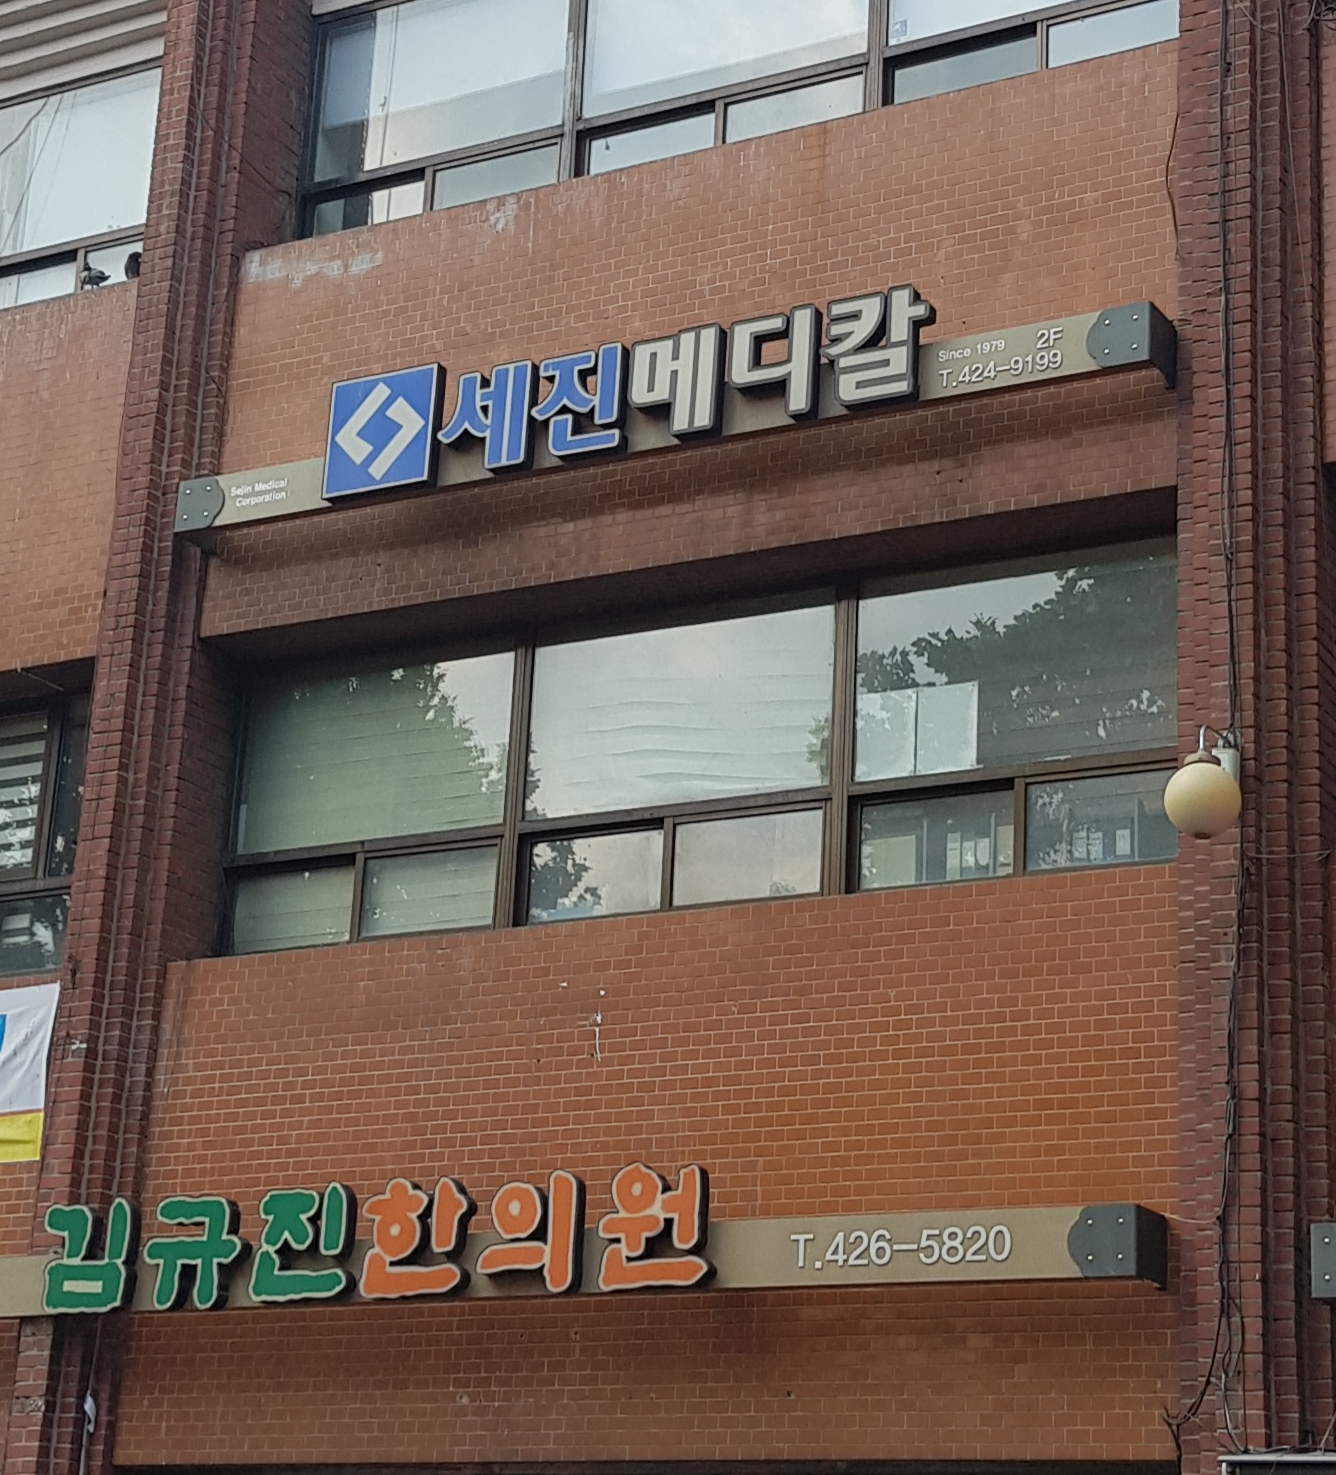 Sejin Medical
Corporation
세진메디칼
Since 1979 2F
T.424-9199
김규진한의원
T.426-5820